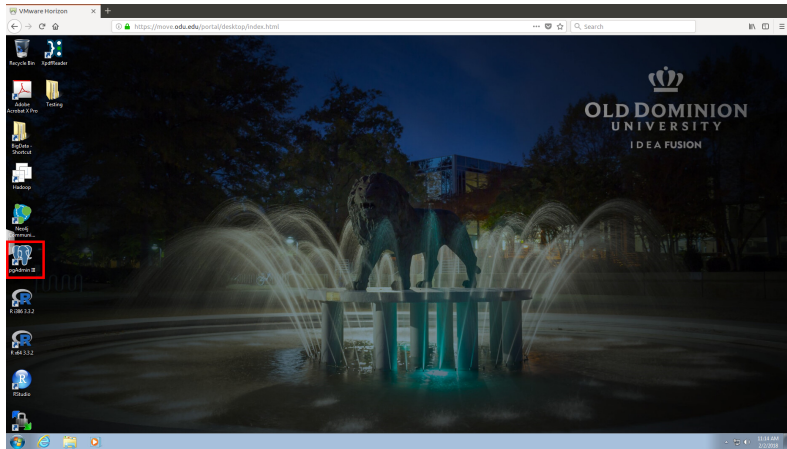 VMware Horizon
https://move.odu.edu/portal/desktop/index.html
Search
Recycle Bin
XpdfReader
Adobe
Acrobat X Pro
Testing
BigData -
Shortcut
Hadoop
Neo4j
pgAdmin III
R i386 3.3.2
R x64 3.3.2
RStudio
OLD DOMINION
UNIVERSITY
IDEA FUSION
11:14 AM
2/2/2018